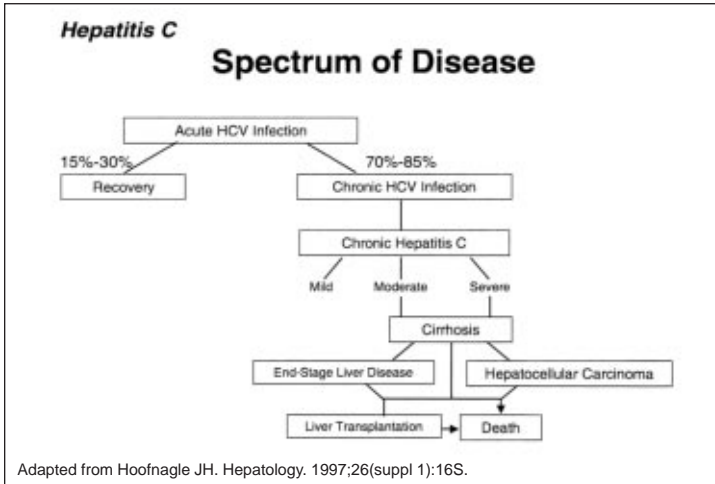 Hepatitis C
Spectrum of Disease
Acute HCV Infection
15%-30%
70%-85%
Recovery
Chronic HCV Infection
Chronic Hepatitis C
Mild
Moderate
Severe
Cirrhosis
End-Stage Liver Disease
Hepatocellular Carcinoma
Liver Transplantation
Death
Adapted from Hoofnagle JH. Hepatology. 1997;26(suppl 1):16S.